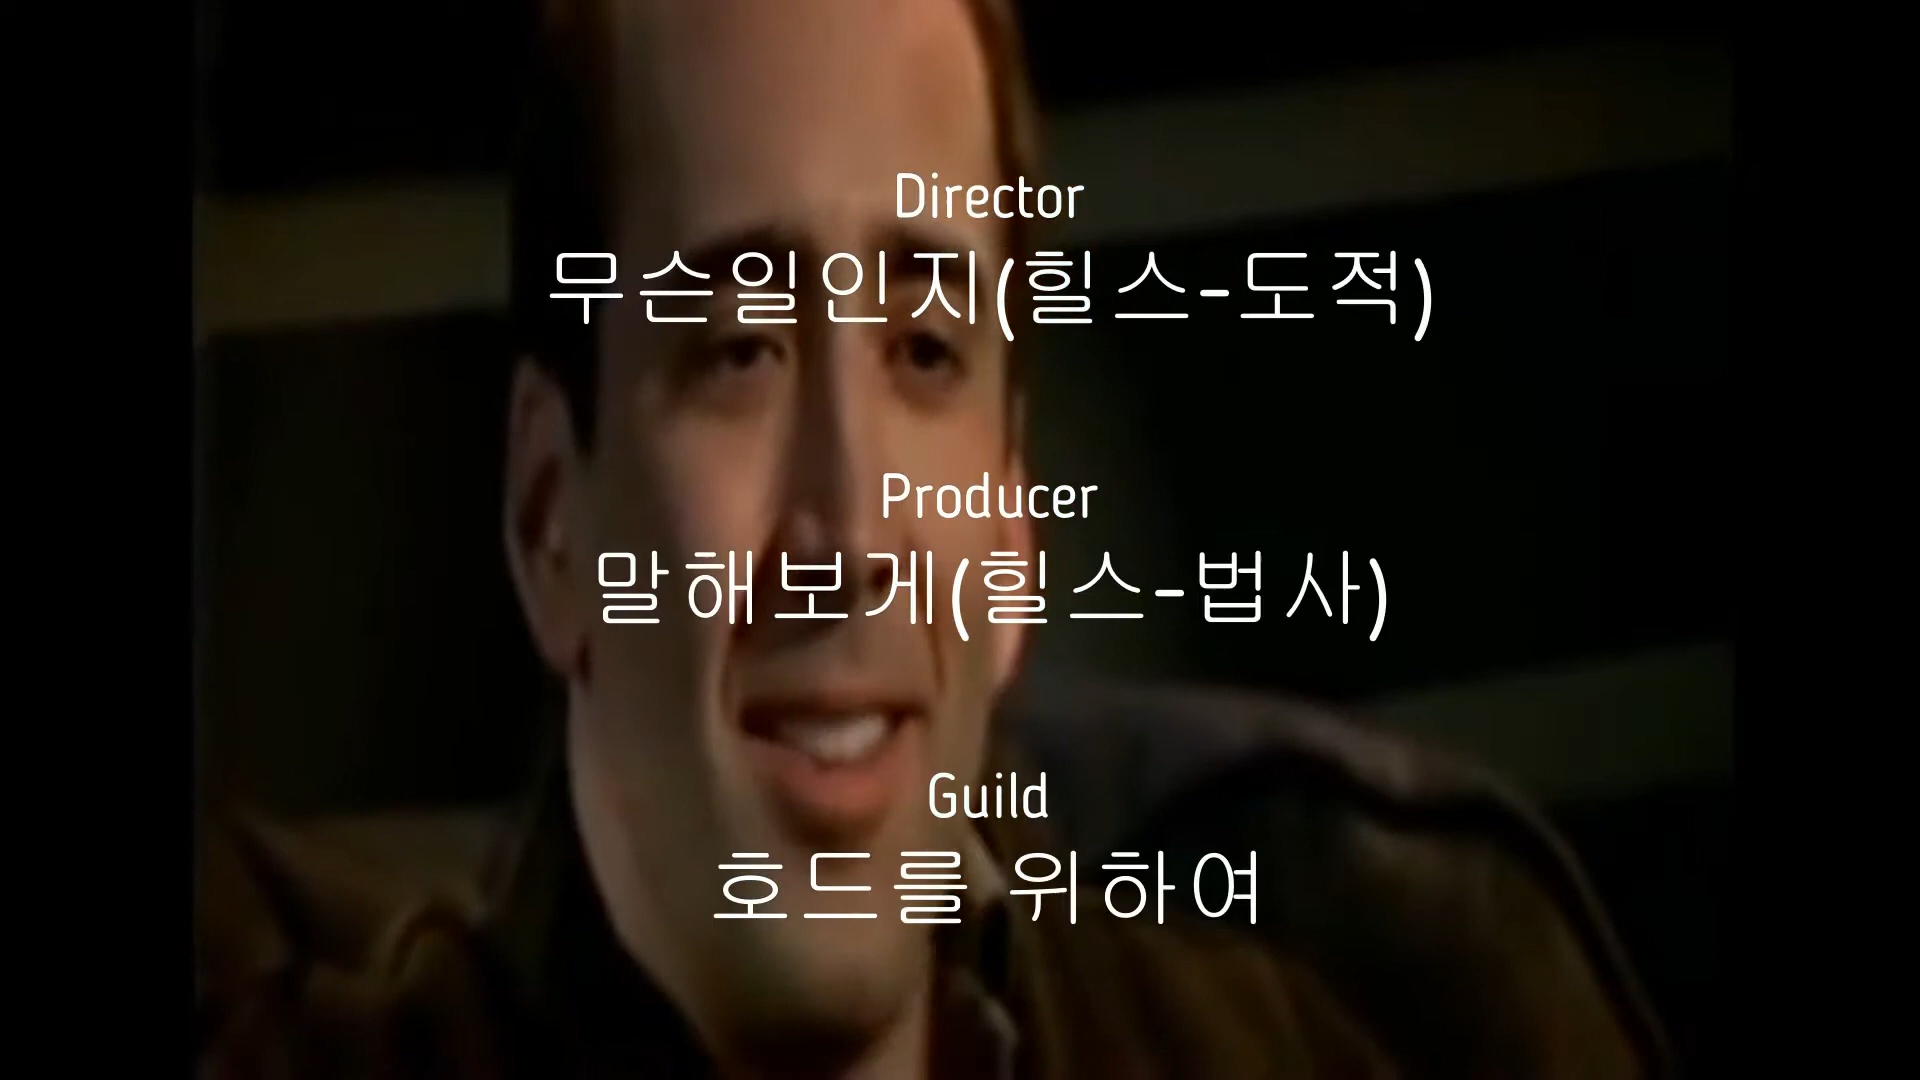 Director
무슨일인지(힐스-도적)
Producer
말해보게(힐스-법사)
Guild
호드를 위하여